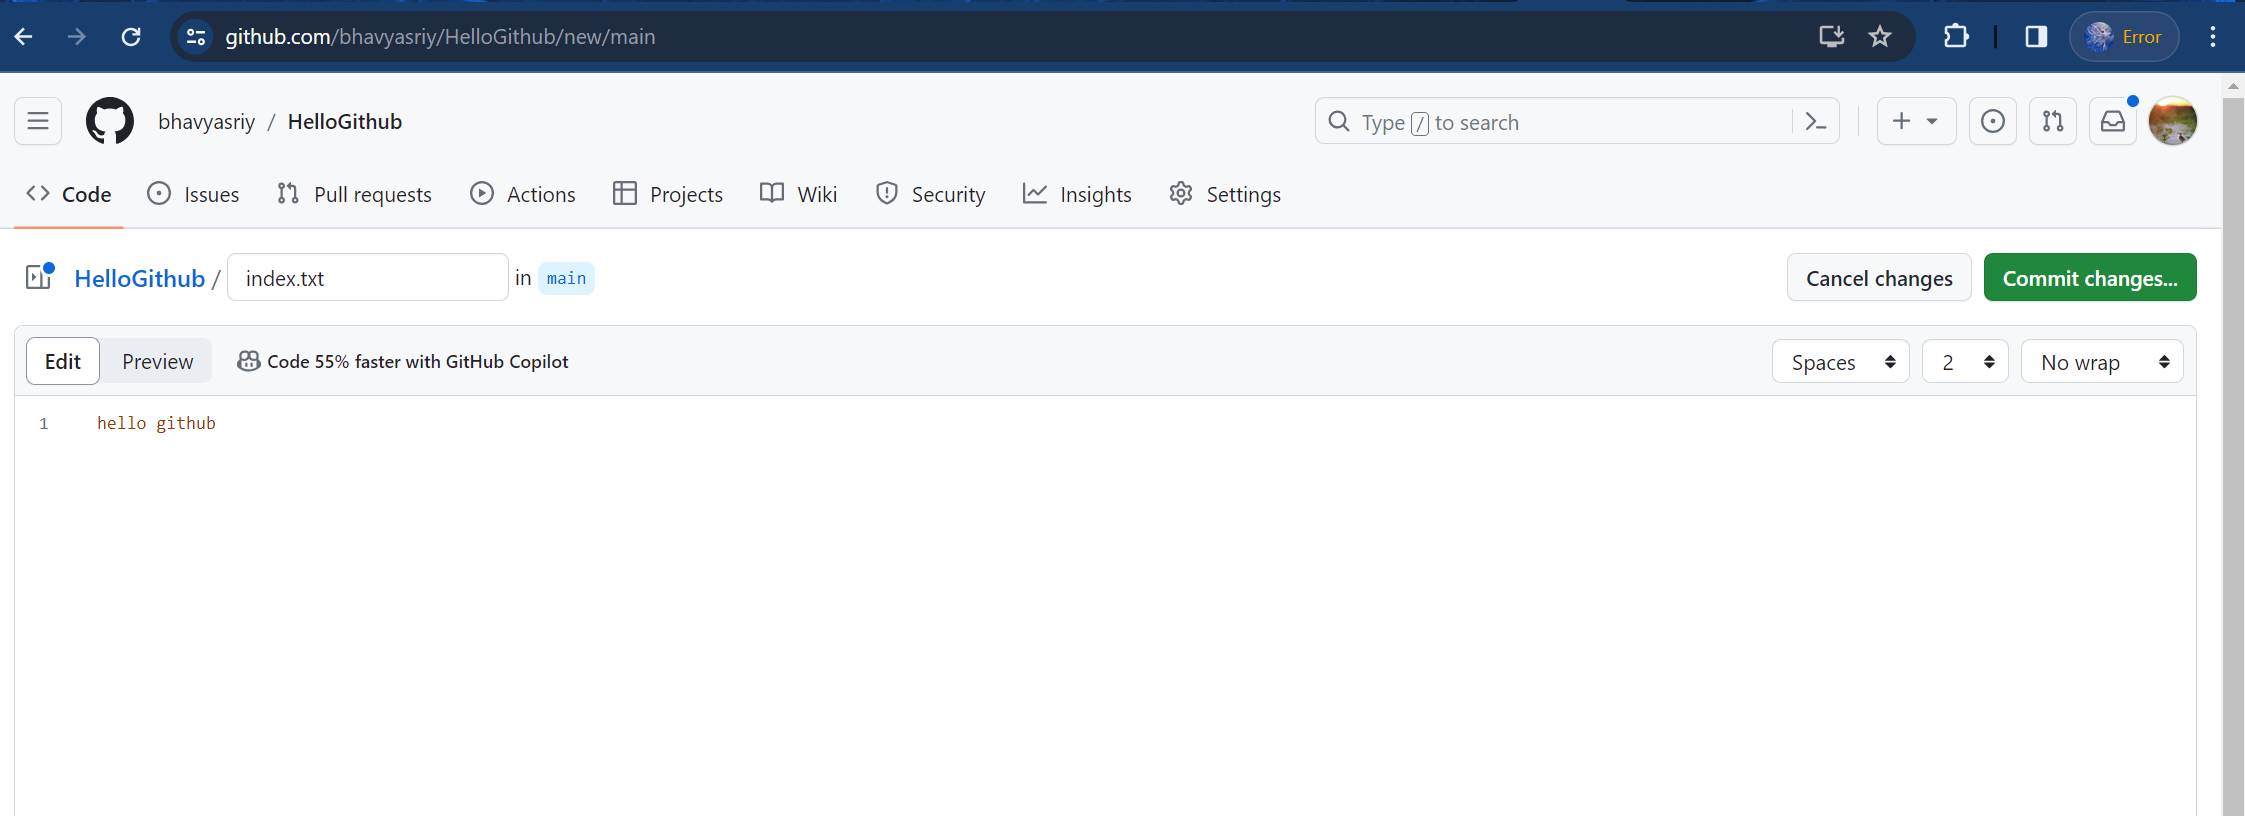 github.com/bhavyasriy/HelloGithub/new/main
Error
bhavyasriy / HelloGithub
Type / to search
Code Issues Pull requests Actions Projects Wiki Security Insights Settings
HelloGithub / index.txt in main
Cancel changes Commit changes...
Edit Preview Code 55% faster with GitHub Copilot
Spaces 2 No wrap
1 hello github